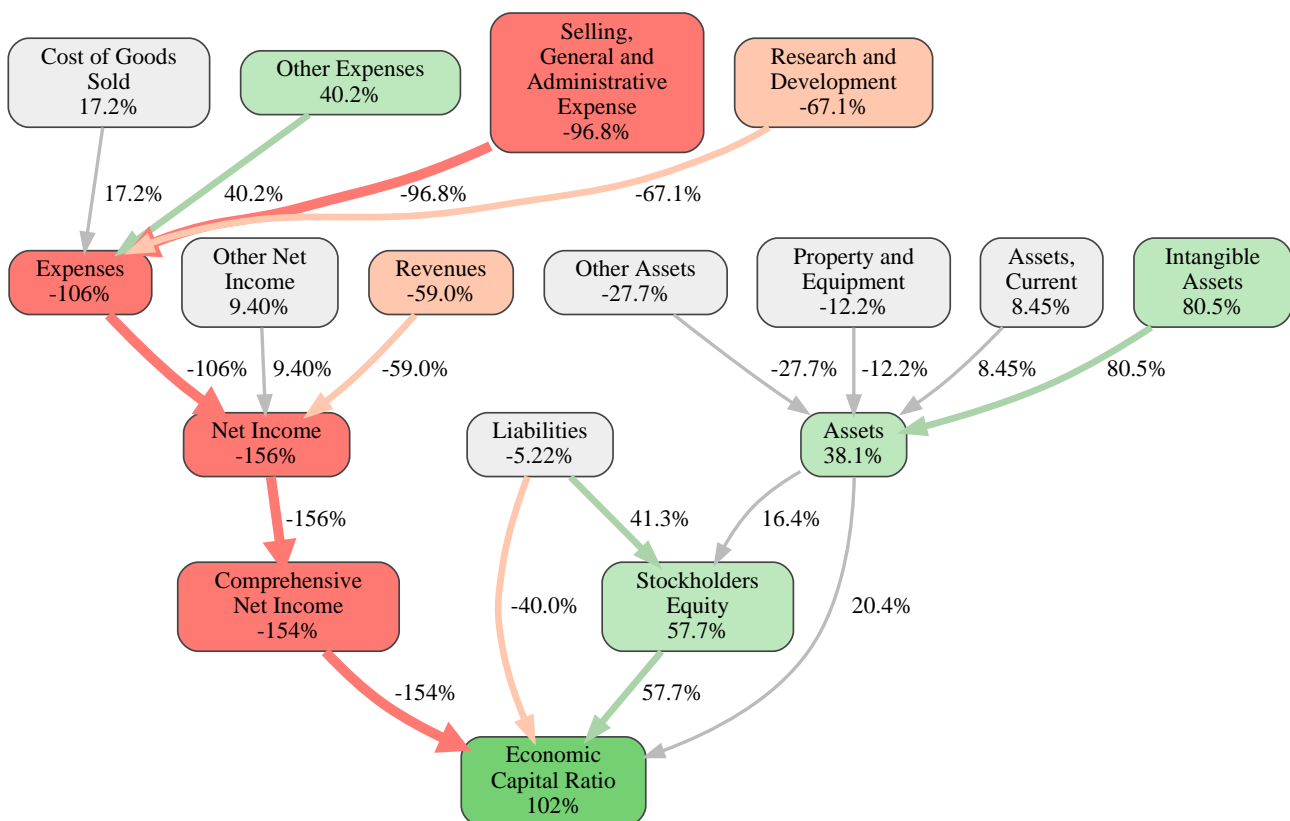 Cost of Goods
Sold
17.2%
Other Expenses
40.2%
Selling,
General and
Administrative
Expense
-96.8%
Research and
Development
-67.1%
17.2%
40.2%
-96.8%
-67.1%
Expenses
-106%
Other Net
Income
9.40%
Revenues
-59.0%
Other Assets
-27.7%
Property and
Equipment
-12.2%
Assets,
Current
8.45%
Intangible
Assets
80.5%
-106%
9.40%
-59.0%
-27.7%
-12.2%
8.45%
80.5%
Net Income
-156%
Liabilities
-5.22%
Assets
38.1%
-156%
41.3%
16.4%
Comprehensive
Net Income
-154%
-40.0%
Stockholders
Equity
57.7%
20.4%
-154%
57.7%
Economic
Capital Ratio
102%